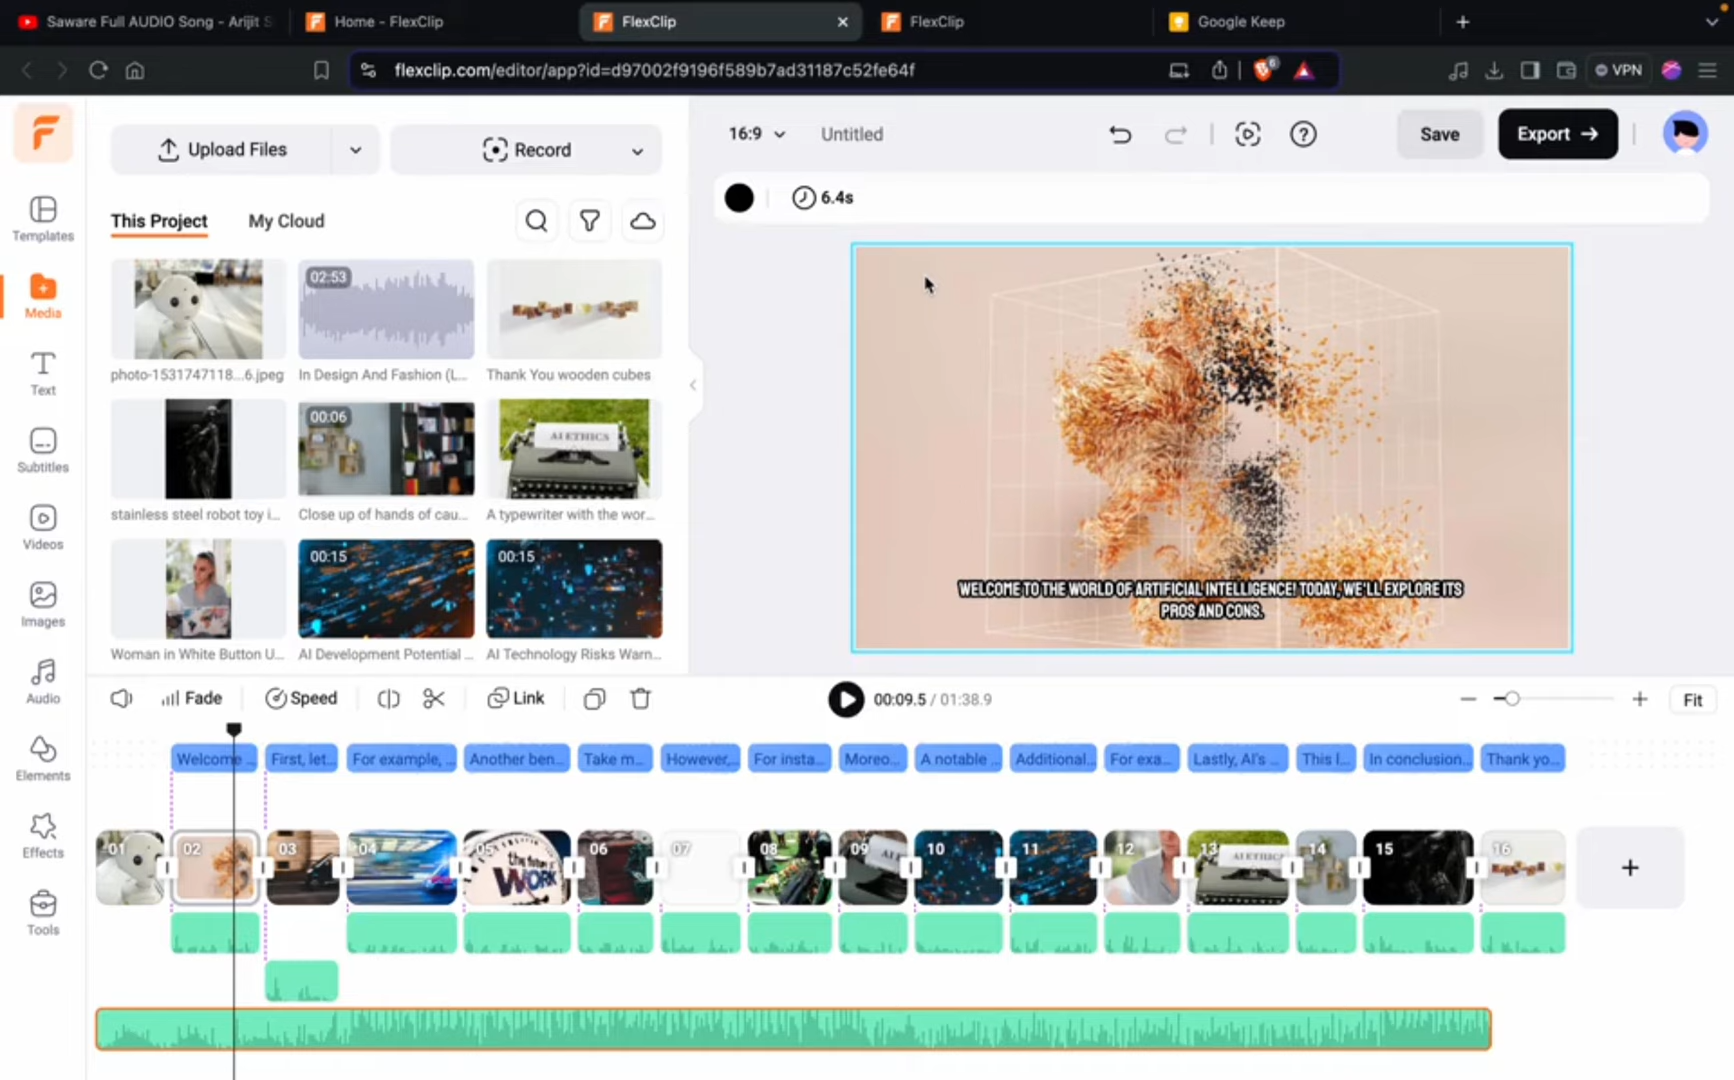 Saware Full AUDIO Song - Arijit S
Home - FlexClip
FlexClip
FlexClip
Google Keep
flexclip.com/editor/app?id=d97002f9196f589b7ad31187c52fe64f
6
VPN
Upload Files
Record
16:9
Untitled
Save
Export
6.4s
Templates
Media
Text
Subtitles
Videos
Images
Audio
Elements
Effects
Tools
This Project
My Cloud
02:53
photo-1531747118...6.jpeg
In Design And Fashion (L...
Thank You wooden cubes
00:06
AI ETHICS
stainless steel robot toy i...
Close up of hands of cau...
A typewriter with the wor...
00:15
00:15
Woman in White Button U...
AI Development Potential ...
AI Technology Risks Warn...
WELCOME TO THE WORLD OF ARTIFICIAL INTELLIGENCE! TODAY, WE'LL EXPLORE ITS
PROS AND CONS.
Fade
Speed
Link
00:09.5 / 01:38.9
Fit
Welcome ...
First, let...
For example, ...
Another ben...
Take m...
However,...
For insta...
Moreo...
A notable ...
Additional...
For exa...
Lastly, AI's ...
This l...
In conclusion...
Thank yo...
01
02
03
04
05
06
07
08
09
10
11
12
13
14
15
16
WORK
AI ETHICS